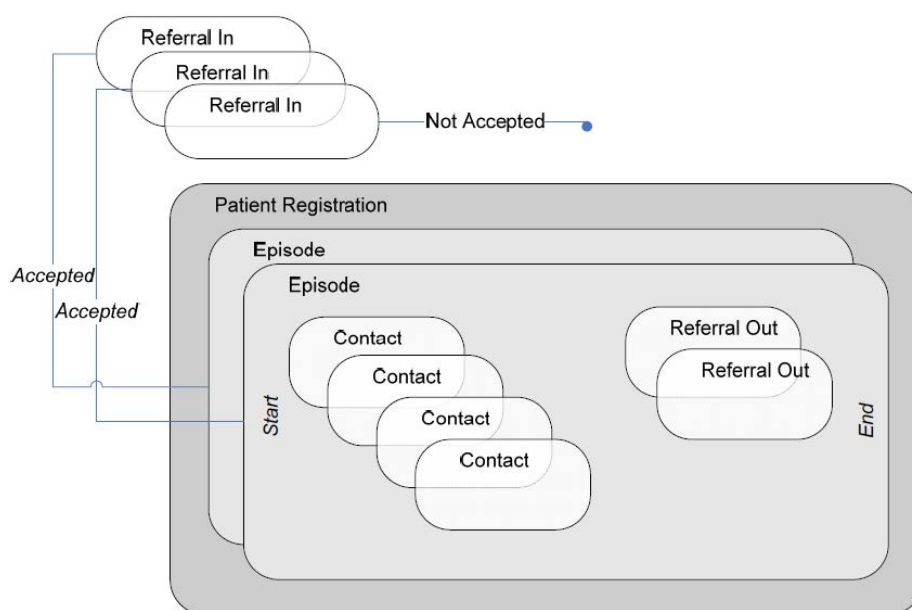 Referral In
Referral In
Referral In
Not Accepted
Patient Registration
Episode
Accepted
Episode
Accepted
Contact
Referral Out
Contact
Referral Out
Start
Contact
End
Contact